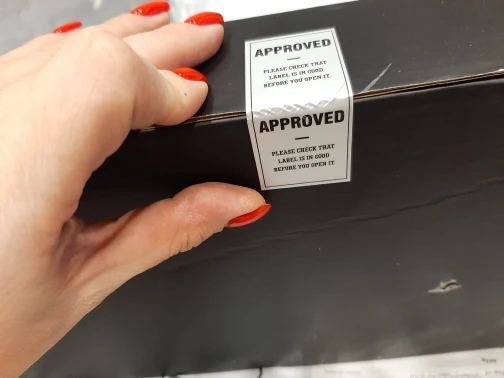 APPROVED
—
PLEASE CHECK THAT
LABEL IS IN GOOD
BEFORE YOU OPEN IT.
APPROVED
—
PLEASE CHECK THAT
LABEL IS IN GOOD
BEFORE YOU OPEN IT.